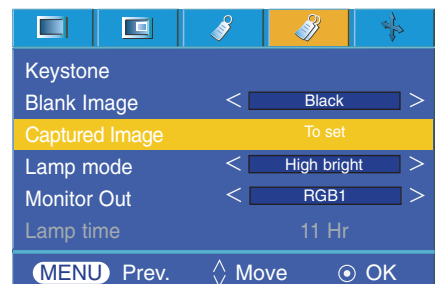 Keystone
Blank Image < Black >
Captured Image To set
Lamp mode < High bright >
Monitor Out < RGB1 >
Lamp time 11 Hr
MENU Prev. Move OK